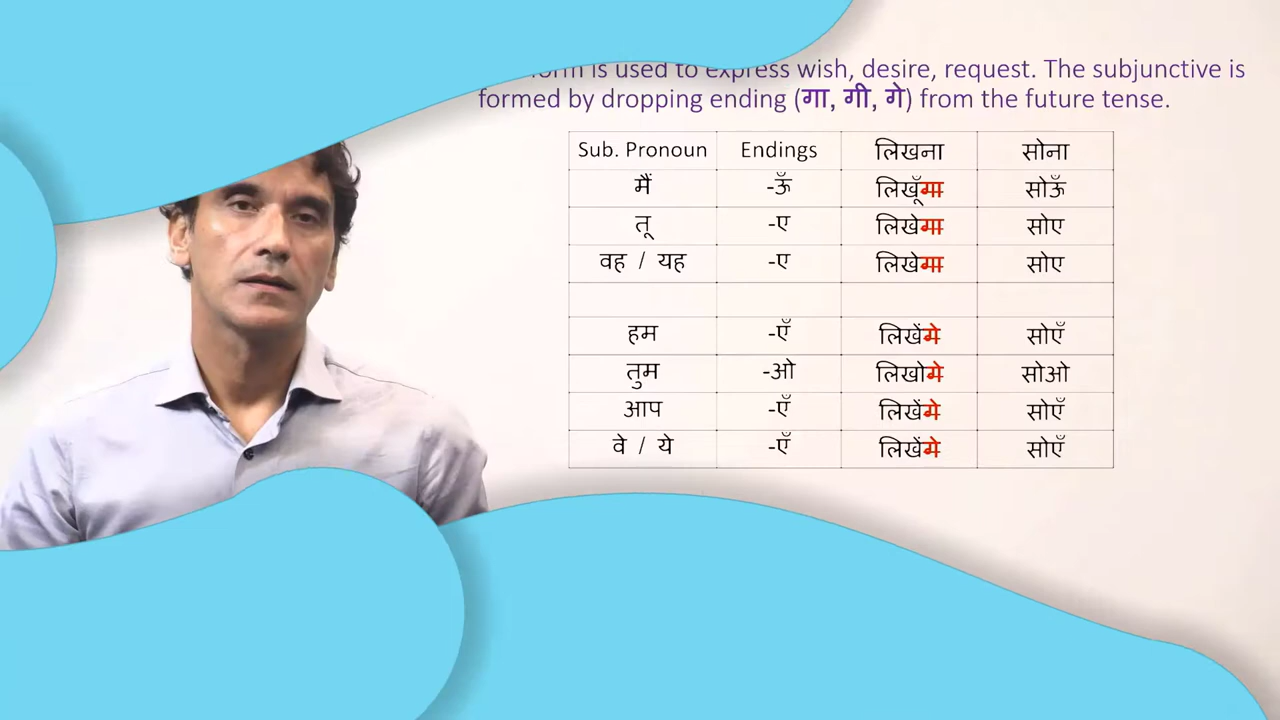 is used to express wish, desire, request. The subjunctive is
formed by dropping ending (गा, गी, गे) from the future tense.
Sub. Pronoun Endings लिखना सोना
मैं -ऊँ लिखूँगा सोऊँ
तू -ए लिखेगा सोए
वह / यह -ए लिखेगा सोए
हम -एँ लिखेंगे सोएँ
तुम -ओ लिखोगे सोओ
आप -एँ लिखेंगे सोएँ
वे / ये -एँ लिखेंगे सोएँ